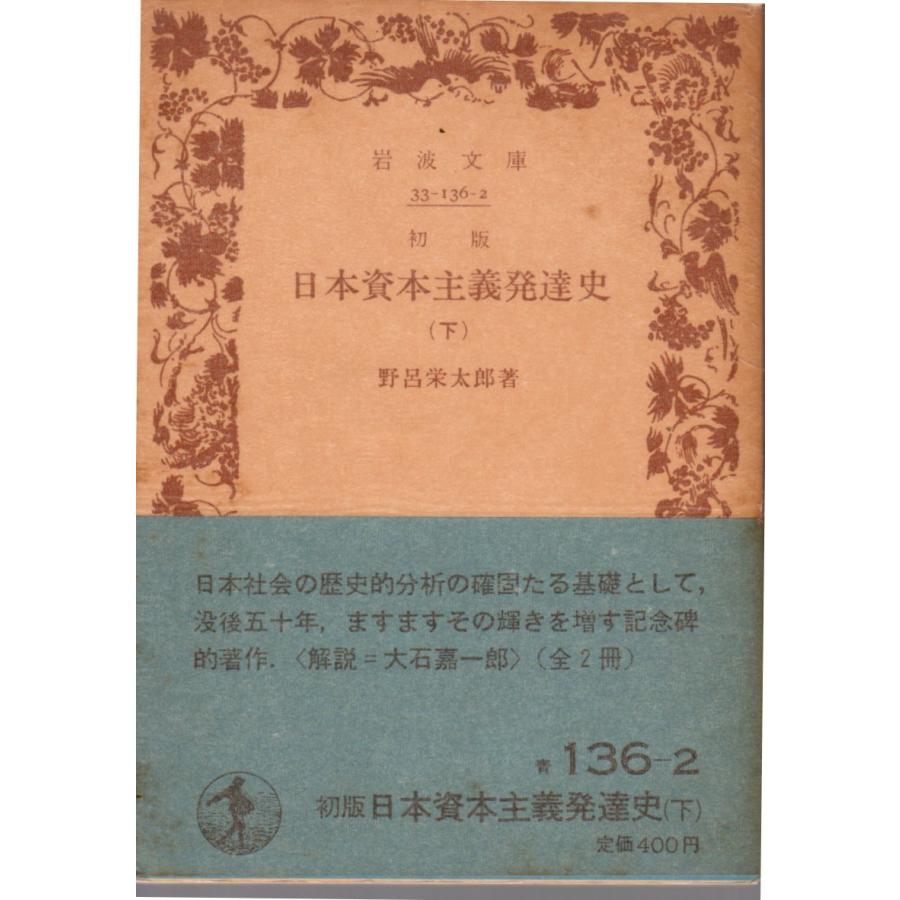 岩波文庫
33-136-2
初版
日本資本主義発達史
(下)
野呂栄太郎著
日本社会の歴史的分析の確固たる基礎として,
没後五十年, ますますその輝きを増す記念碑
的著作. 〈解説=大石嘉一郎〉(全2冊)
青 136-2
初版 日本資本主義発達史(下)
定価400円